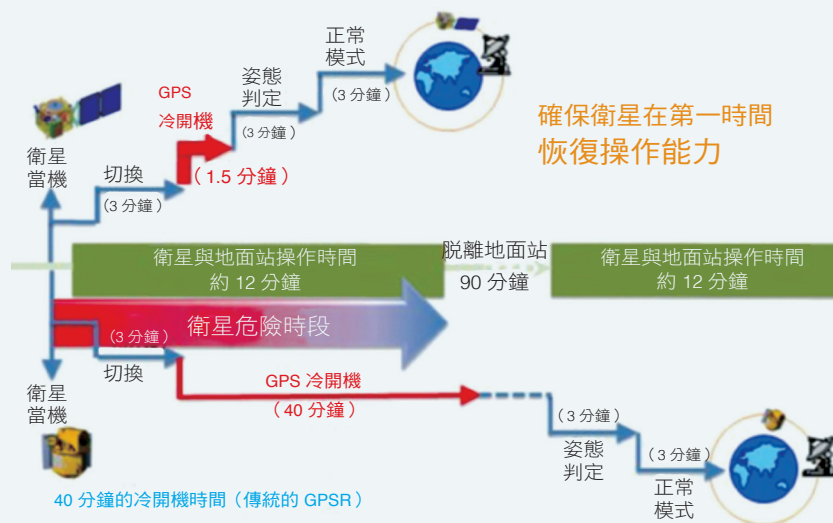 正常
模式
(3 分鐘)
姿態
判定
(3 分鐘)
GPS
冷開機
(1.5 分鐘)
切換
(3 分鐘)
衛星
當機
確保衛星在第一時間
恢復操作能力
衛星與地面站操作時間
約 12 分鐘
脫離地面站
90 分鐘
衛星與地面站操作時間
約 12 分鐘
衛星危險時段
(3 分鐘)
切換
衛星
當機
GPS 冷開機
(40 分鐘)
(3 分鐘)
姿態
判定
(3 分鐘)
正常
模式
40 分鐘的冷開機時間（傳統的 GPSR）